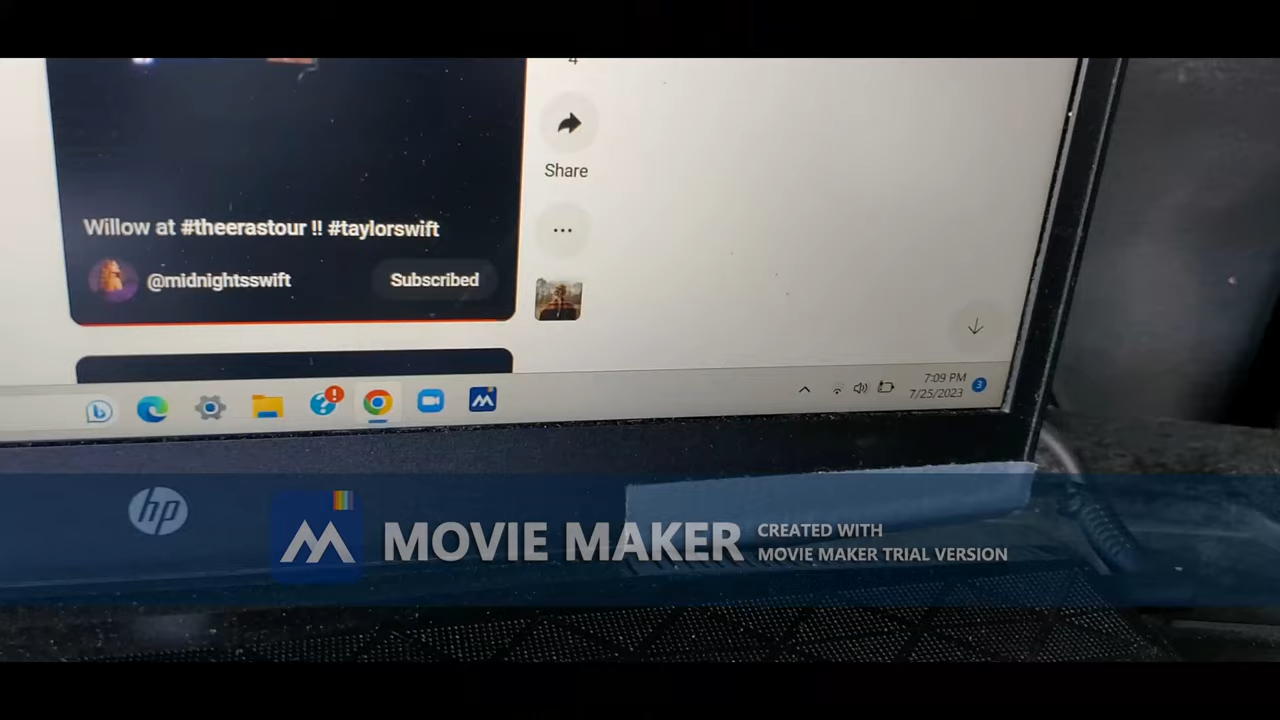 4
Share
Willow at #theerastour !! #taylorswift
@midnightsswift
Subscribed
7:09 PM
7/25/2023
3
hp
MOVIE MAKER
CREATED WITH
MOVIE MAKER TRIAL VERSION